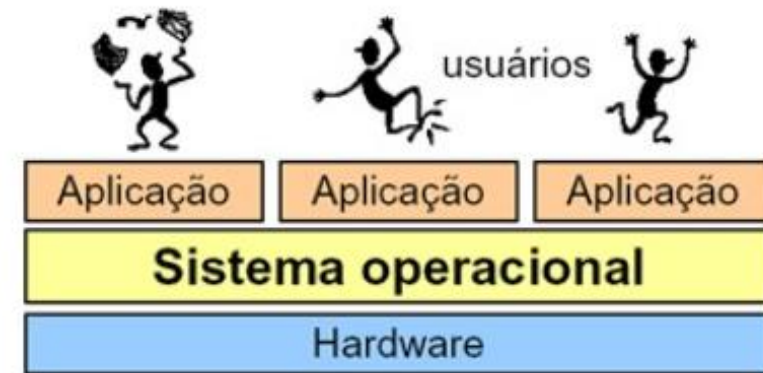 usuários
Aplicação Aplicação Aplicação
Sistema operacional
Hardware